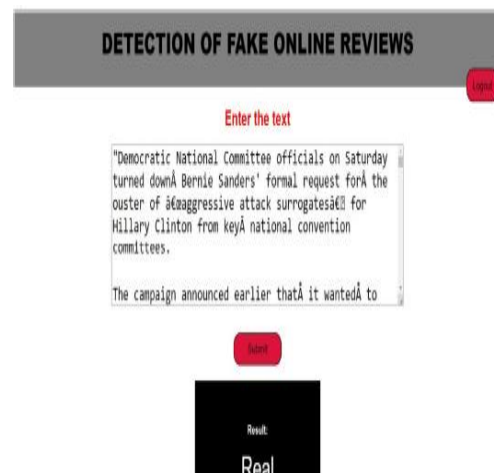 DETECTION OF FAKE ONLINE REVIEWS
Logout
Enter the text
"Democratic National Committee officials on Saturday
turned downÂ Bernie Sanders' formal request forÂ the
ouster of â€œaggressive attack surrogatesâ€ for
Hillary Clinton from keyÂ national convention
committees.
The campaign announced earlier thatÂ it wantedÂ to
Submit
Result:
Real